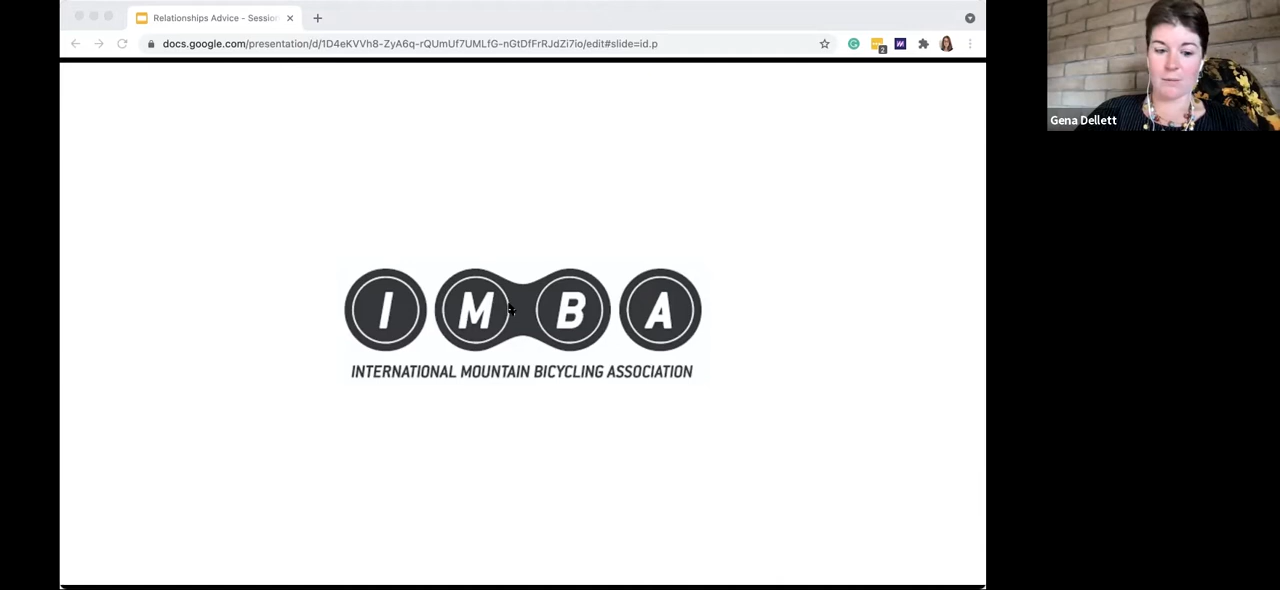 Relationships Advice - Sessio
docs.google.com/presentation/d/1D4eKVVh8-ZyA6q-rQUmUf7UMLfG-nGtDfFrRJdZi7io/edit#slide=id.p
2
Gena Dellett
I M B A
INTERNATIONAL MOUNTAIN BICYCLING ASSOCIATION